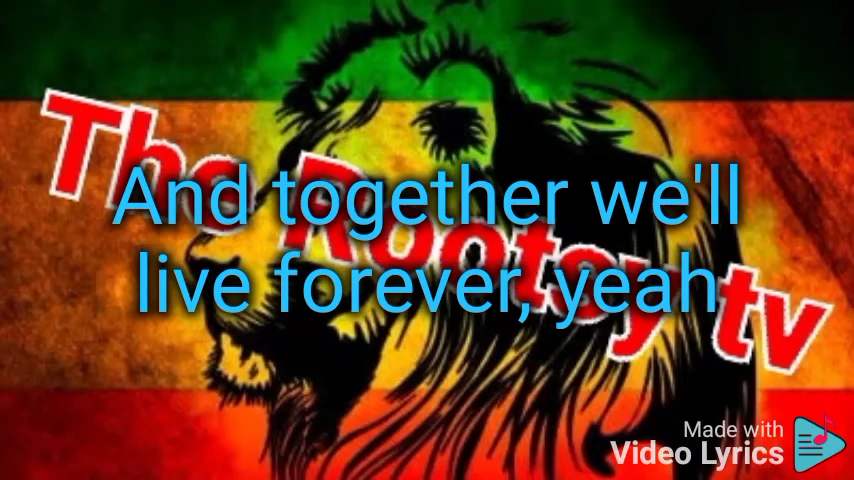 The Rootsy tv
And together we'll
live forever, yeah
Made with
Video Lyrics